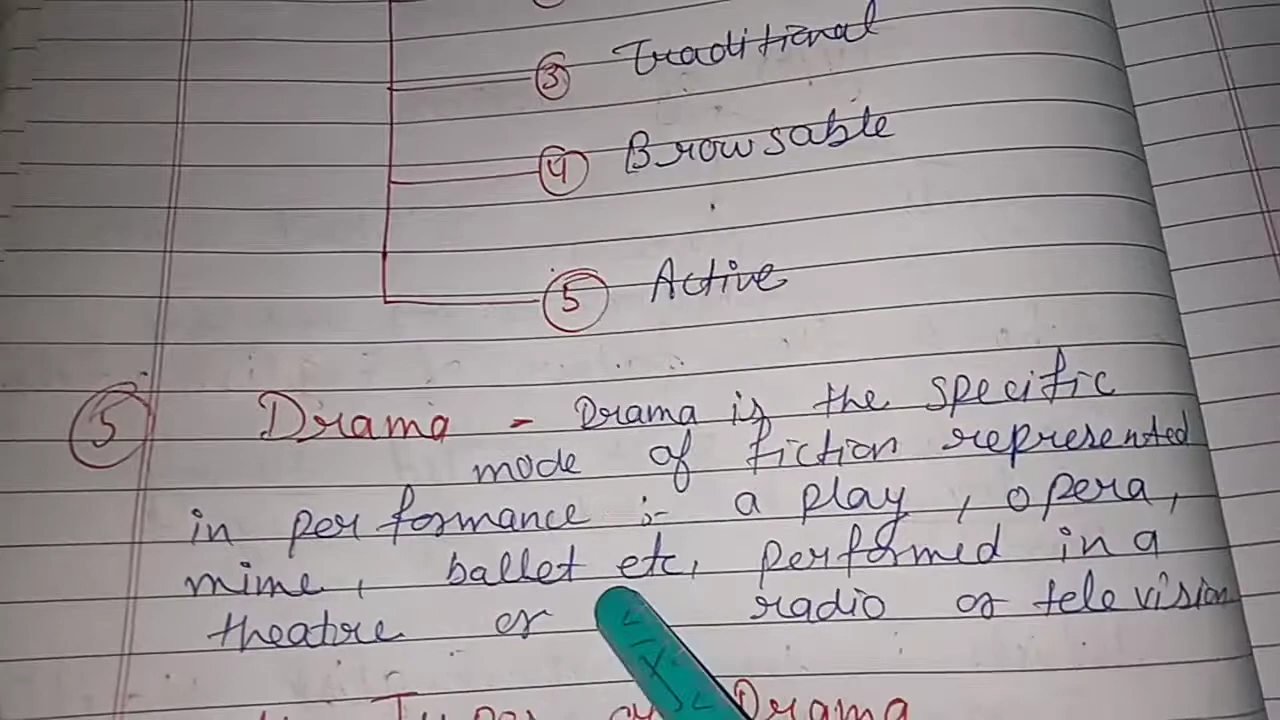 ③ Traditional
④ Browsable
⑤ Active
⑤ Drama - Drama is the specific
mode of fiction represented
in performance :- a play, opera,
mime, ballet etc, performed in a
theatre or radio or television
Drama